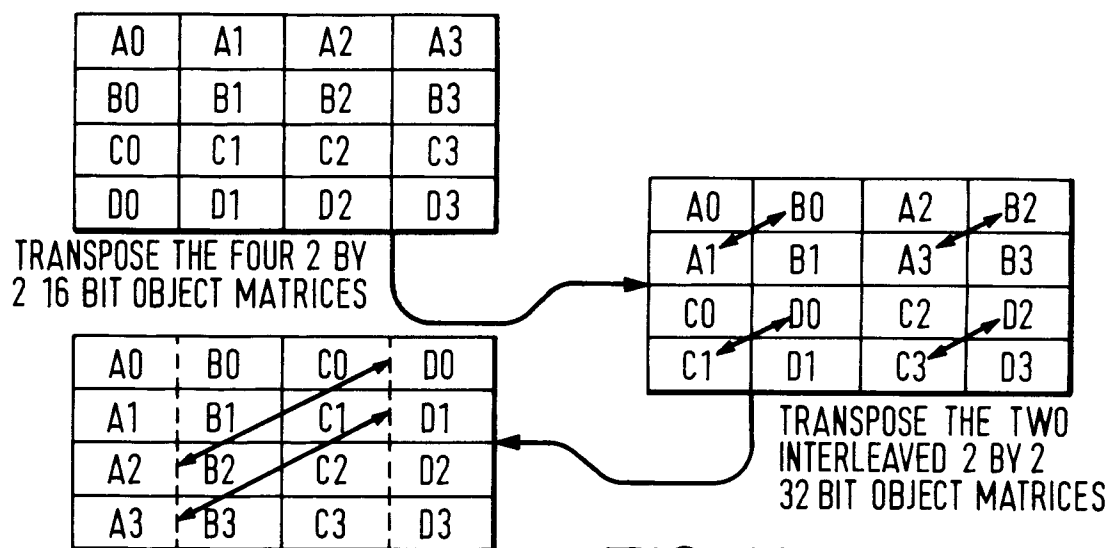 A0 A1 A2 A3
B0 B1 B2 B3
C0 C1 C2 C3
D0 D1 D2 D3
TRANSPOSE THE FOUR 2 BY
2 16 BIT OBJECT MATRICES
A0 B0 A2 B2
A1 B1 A3 B3
C0 D0 C2 D2
C1 D1 C3 D3
TRANSPOSE THE TWO
INTERLEAVED 2 BY 2
32 BIT OBJECT MATRICES
A0 B0 C0 D0
A1 B1 C1 D1
A2 B2 C2 D2
A3 B3 C3 D3